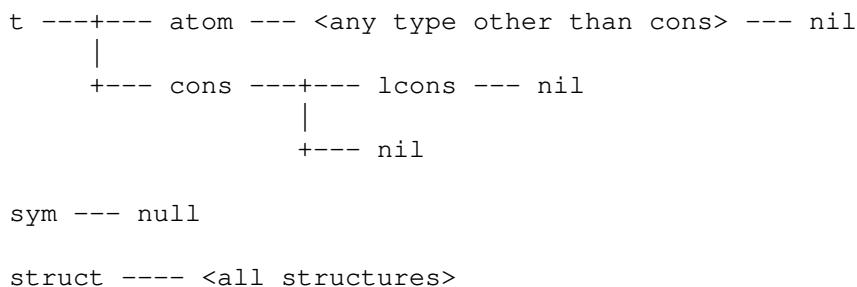 t ---+--- atom --- <any type other than cons> --- nil
|
+--- cons ---+--- lcons --- nil
|
+--- nil
sym --- null
struct ---- <all structures>